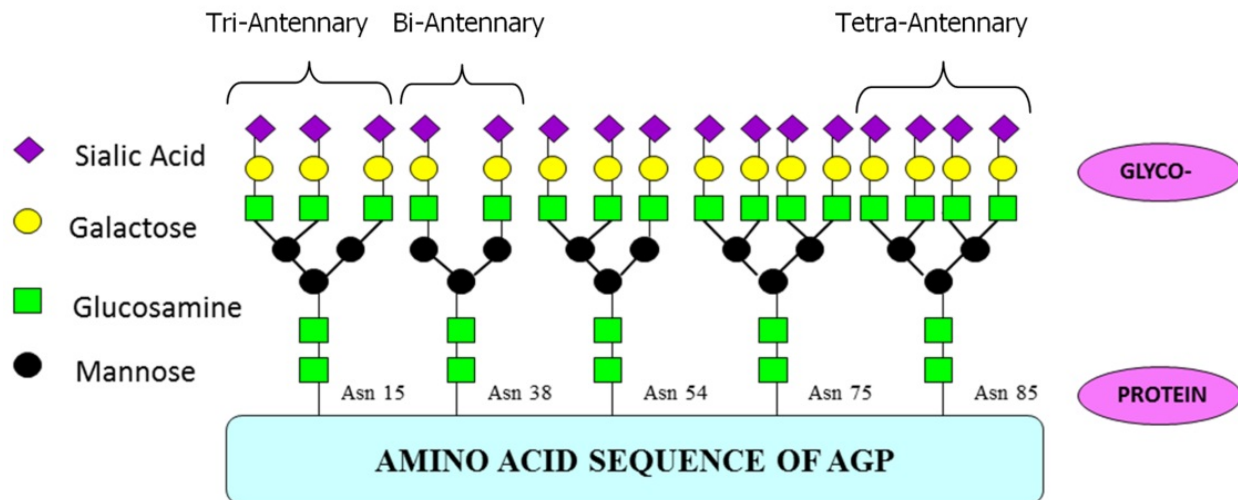 Tri-Antennary
Bi-Antennary
Tetra-Antennary
Sialic Acid
Galactose
Glucosamine
Mannose
GLYCO-
PROTEIN
Asn 15
Asn 38
Asn 54
Asn 75
Asn 85
AMINO ACID SEQUENCE OF AGP